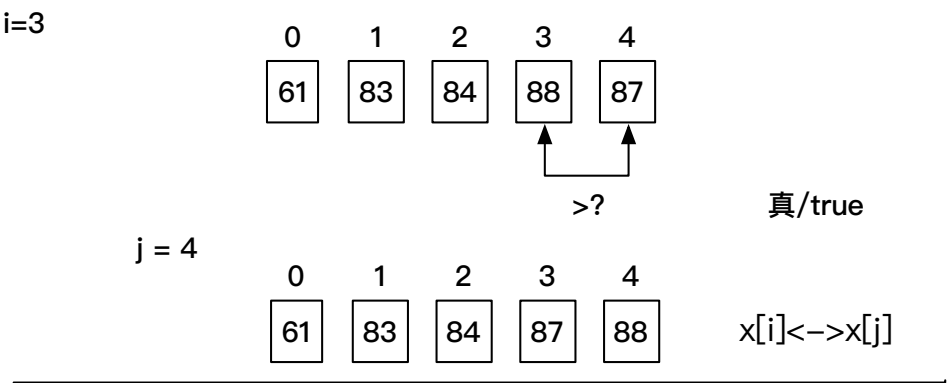 i=3
0 1 2 3 4
61 83 84 88 87
>? 真/true
j = 4
0 1 2 3 4
61 83 84 87 88 x[i]<->x[j]